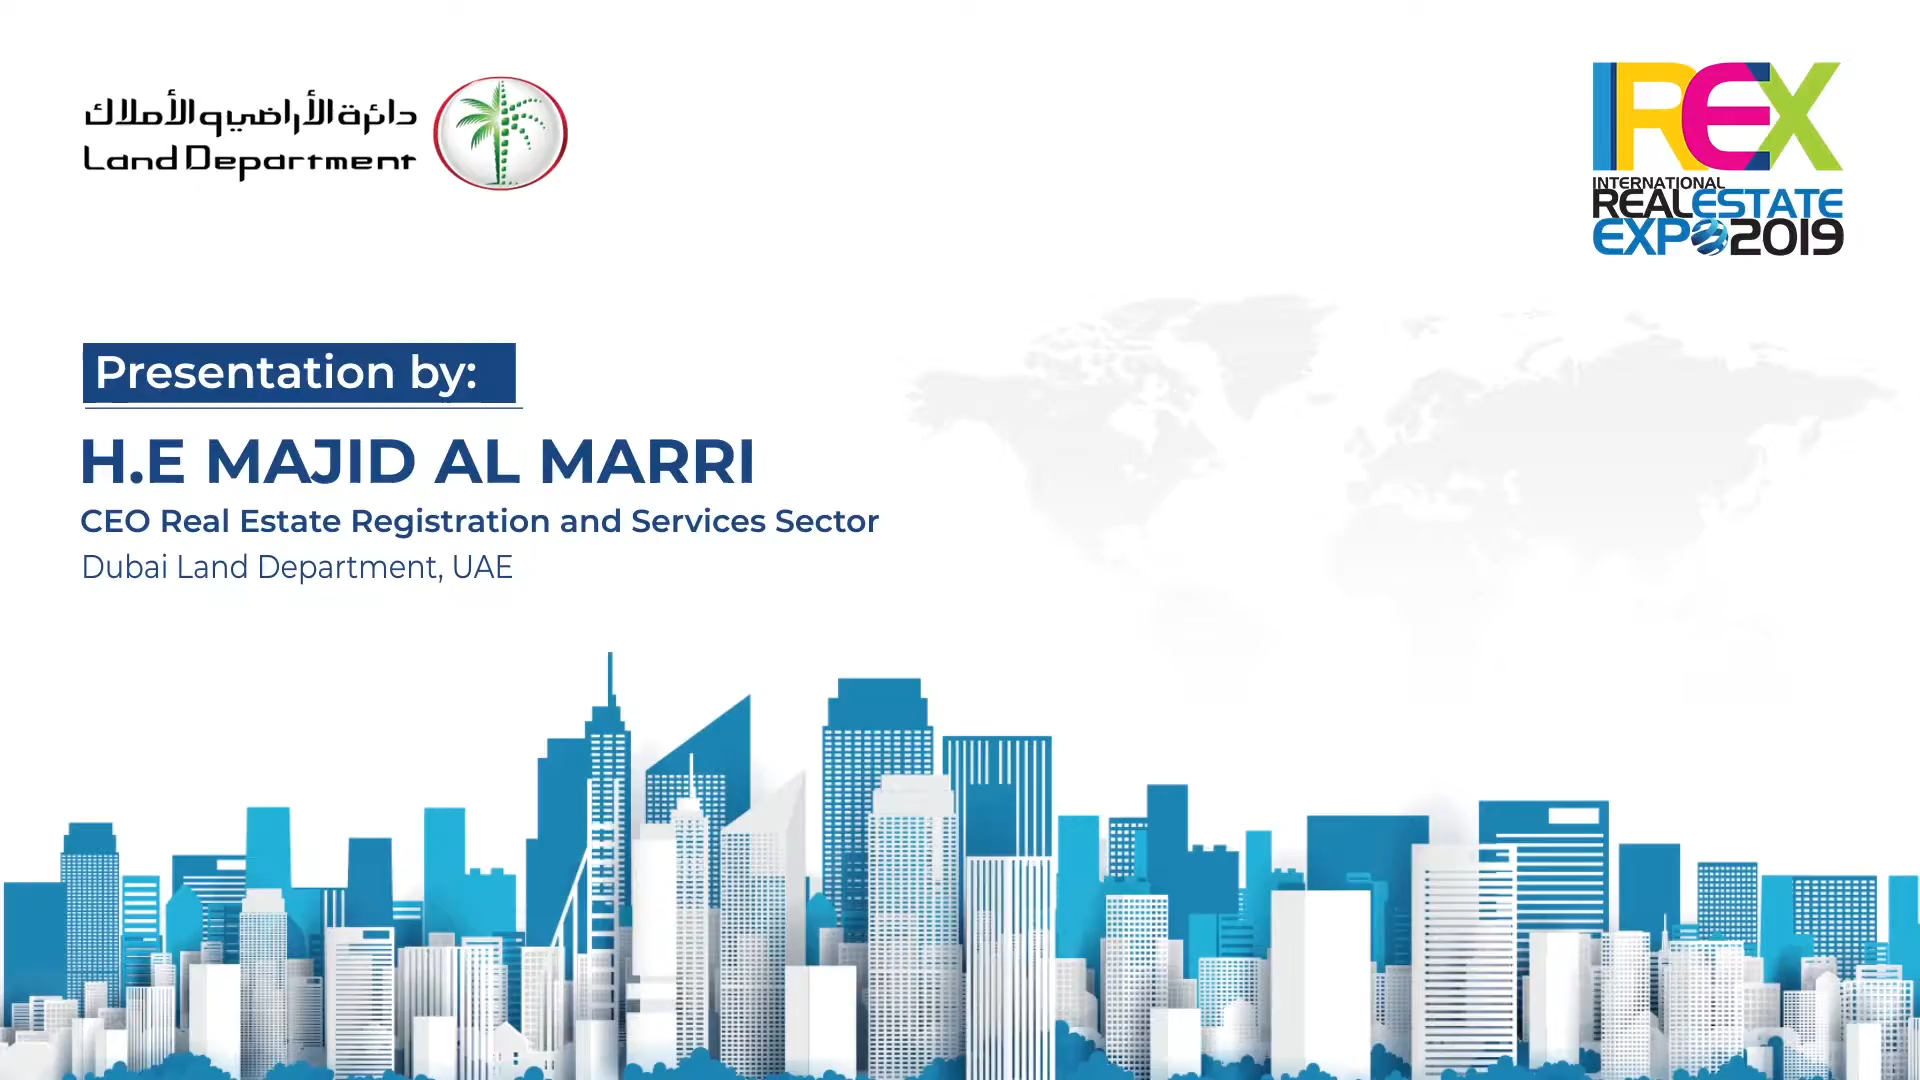 دائرة الأراضي و الأملاك
Land Department
IREX
INTERNATIONAL
REAL ESTATE
EXPO 2019
Presentation by:
H.E MAJID AL MARRI
CEO Real Estate Registration and Services Sector
Dubai Land Department, UAE